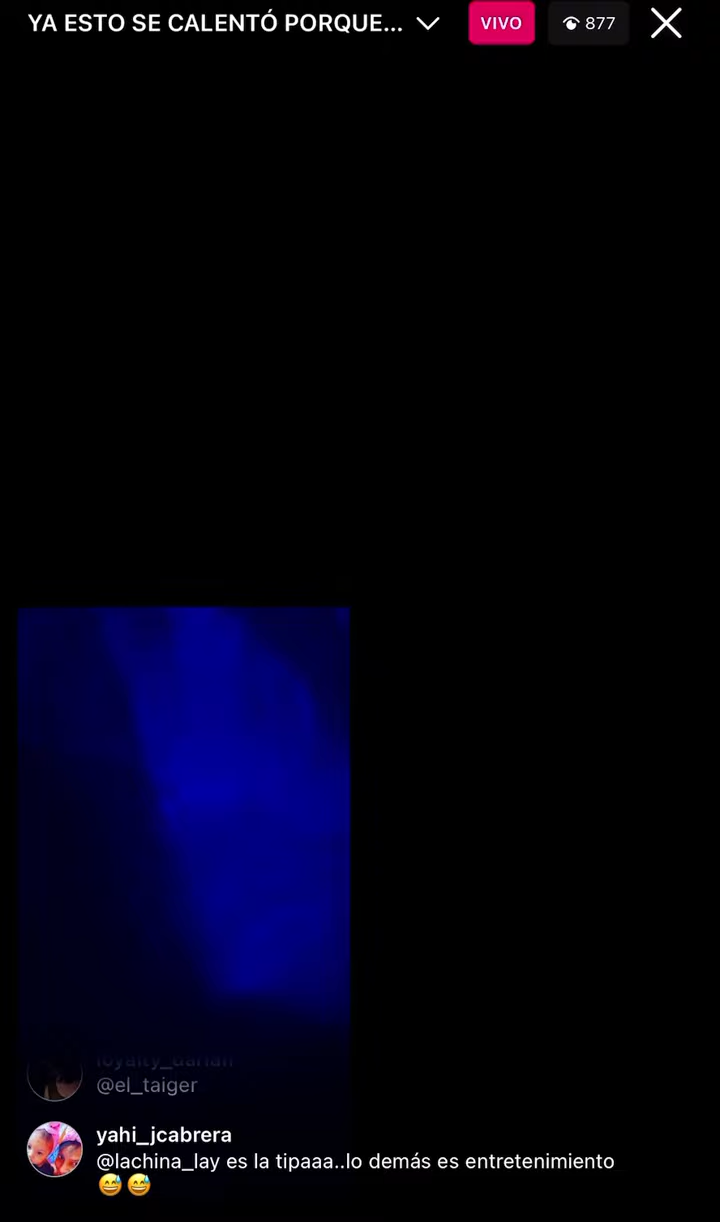 YA ESTO SE CALENTÓ PORQUE...
VIVO
877
@el_taiger
yahi_jcabrera
@lachina_lay es la tipaaa..lo demás es entretenimiento
😅😅